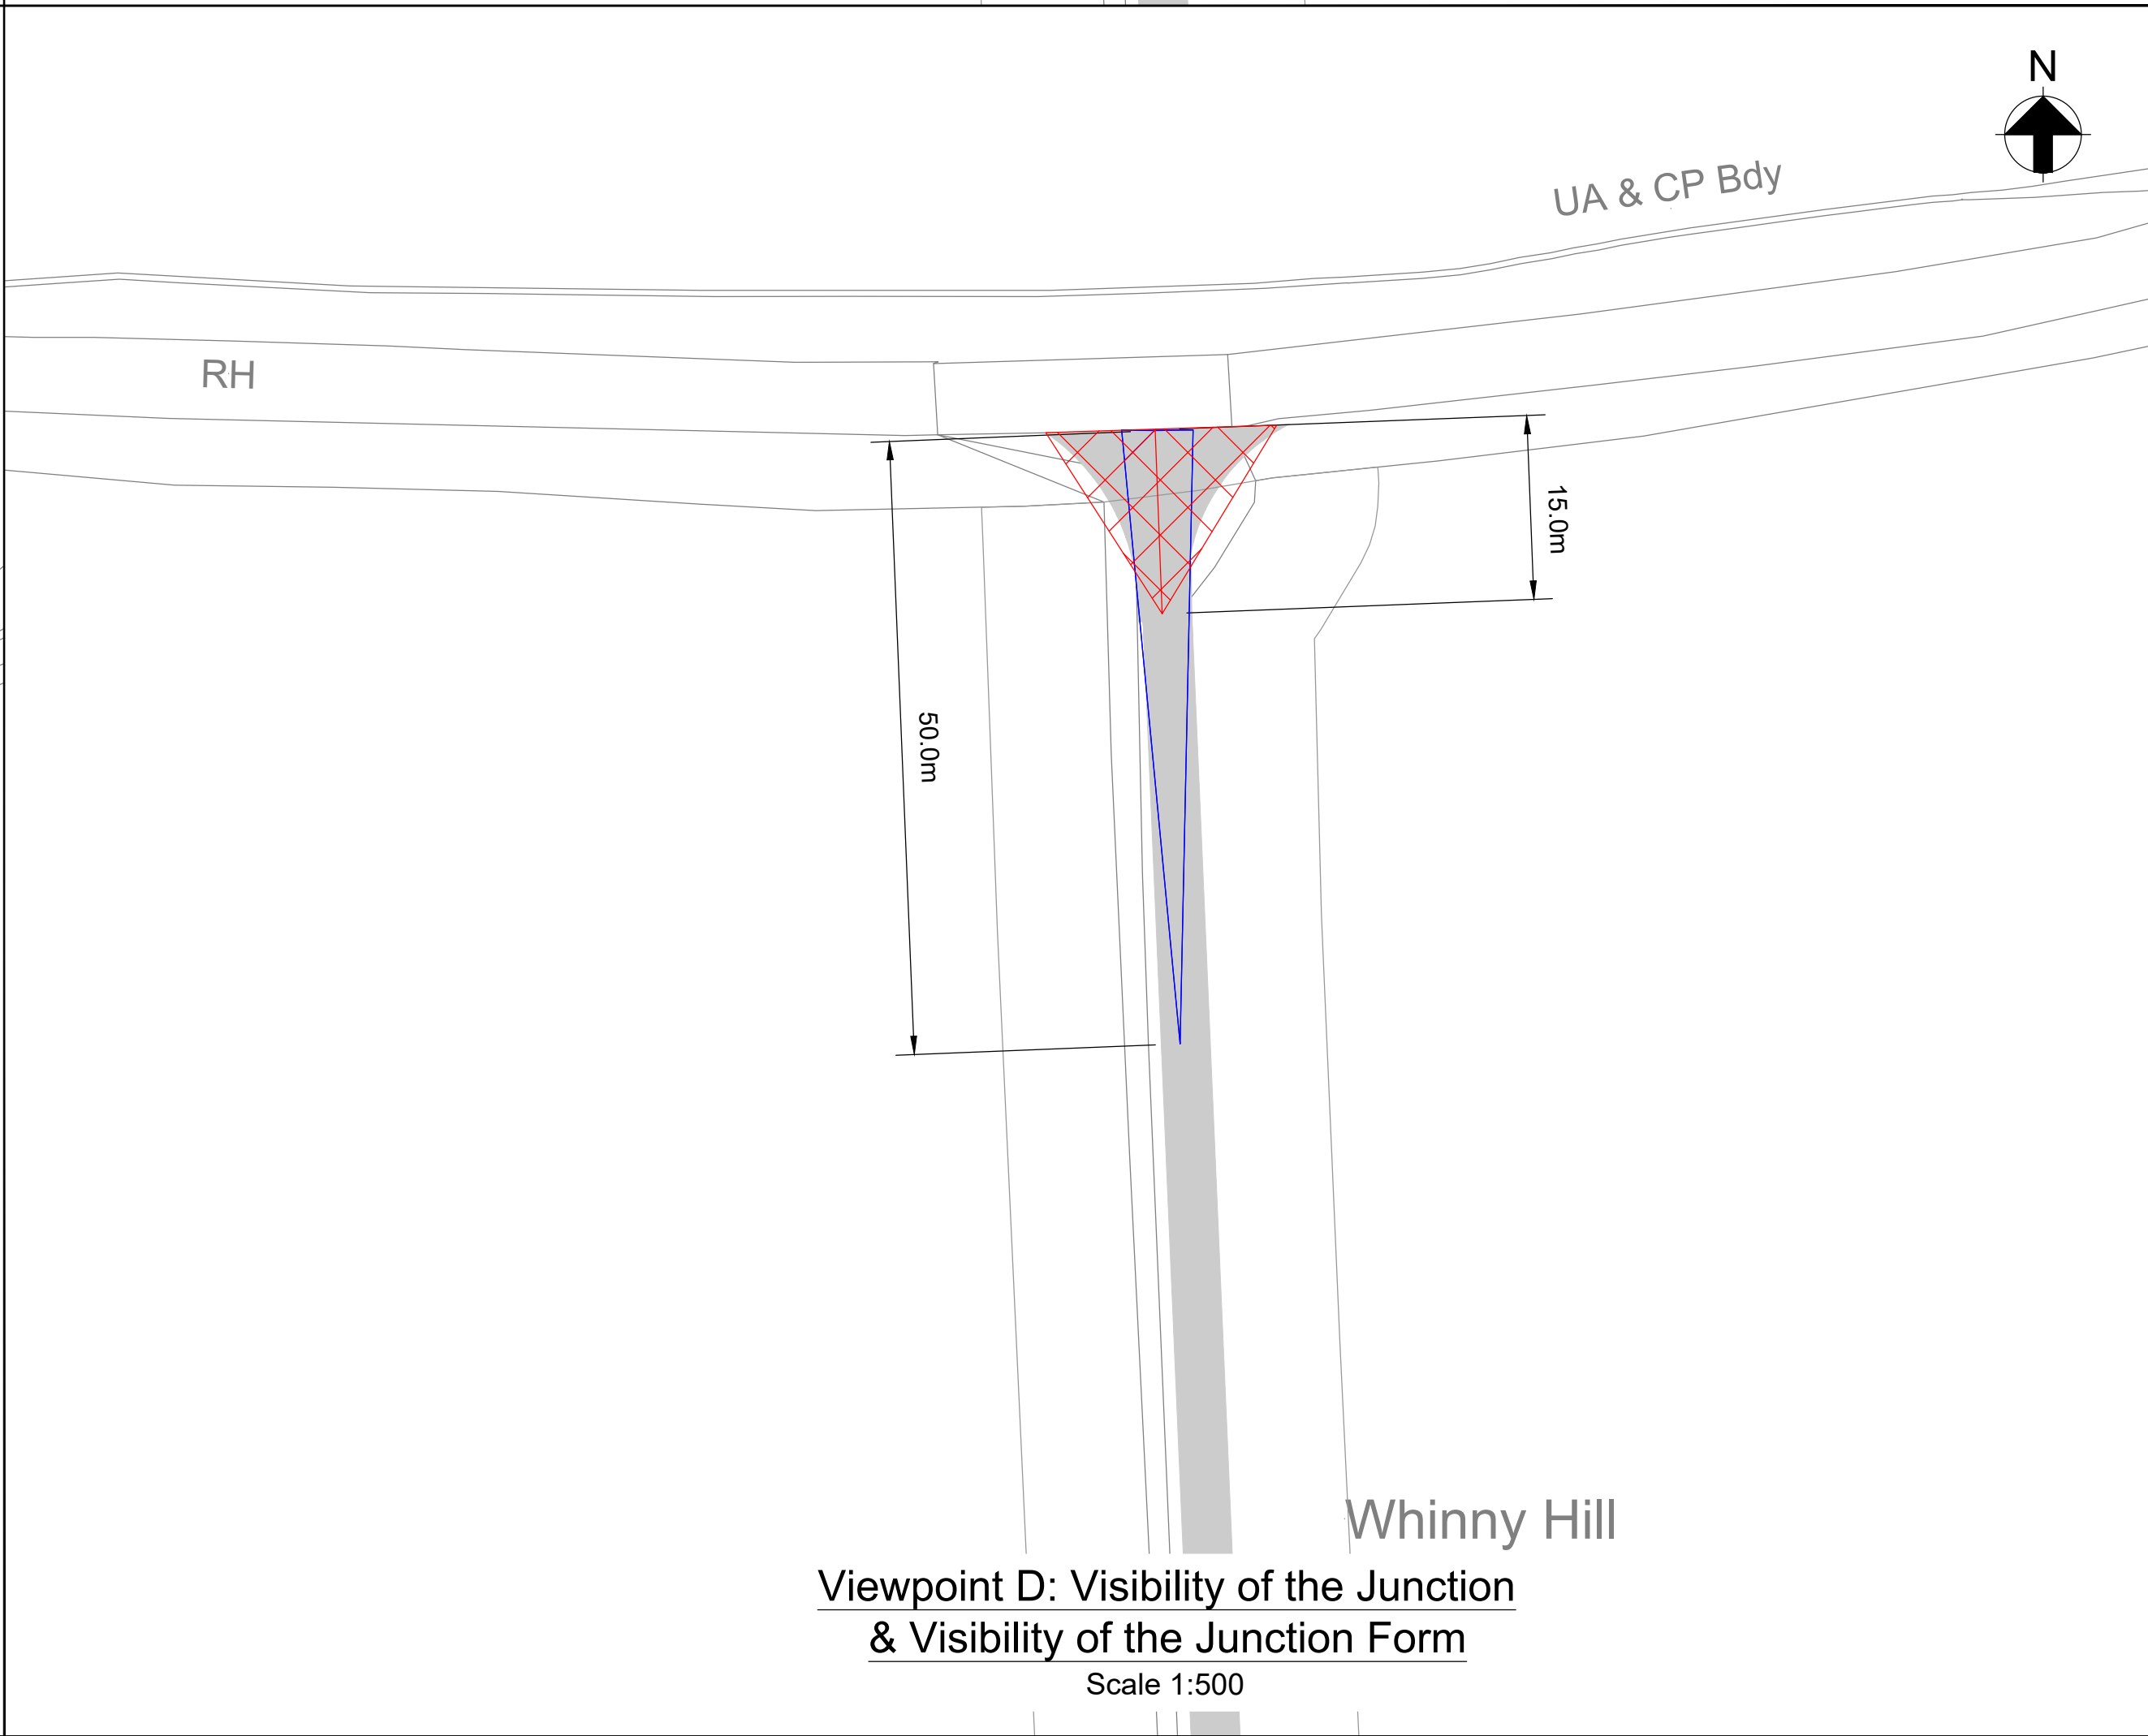 N
UA & CP Bdy
RH
15.0m
50.0m
Whinny Hill
Viewpoint D: Visibility of the Junction
& Visibility of the Junction Form
Scale 1:500